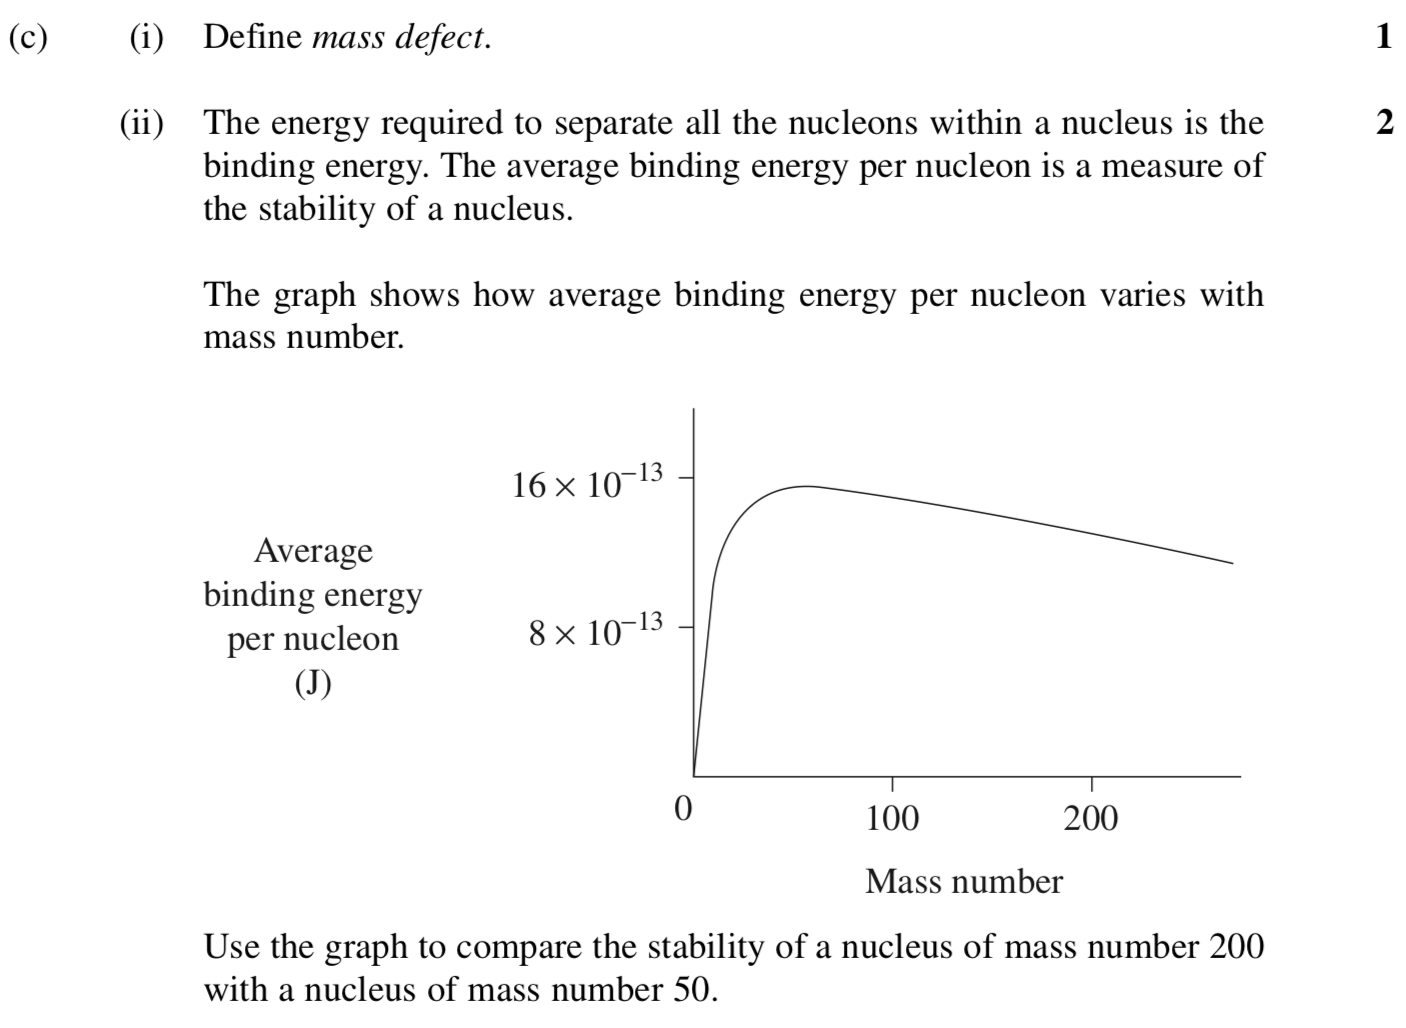 (c) (i) Define mass defect. 1
(ii) The energy required to separate all the nucleons within a nucleus is the 2
binding energy. The average binding energy per nucleon is a measure of
the stability of a nucleus.
The graph shows how average binding energy per nucleon varies with
mass number.
16 × 10⁻¹³
Average
binding energy
per nucleon
(J)
8 × 10⁻¹³
0
100 200
Mass number
Use the graph to compare the stability of a nucleus of mass number 200
with a nucleus of mass number 50.